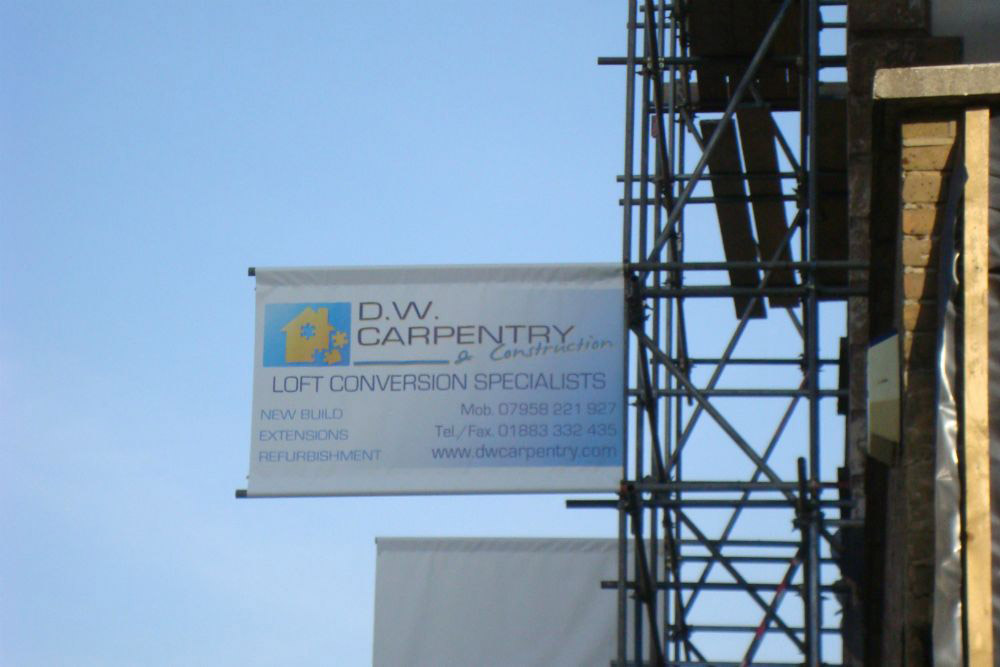 D.W.
CARPENTRY
& Construction
LOFT CONVERSION SPECIALISTS
NEW BUILD
EXTENSIONS
REFURBISHMENT
Mob. 07958 221 927
Tel./Fax. 01883 332 435
www.dwcarpentry.com